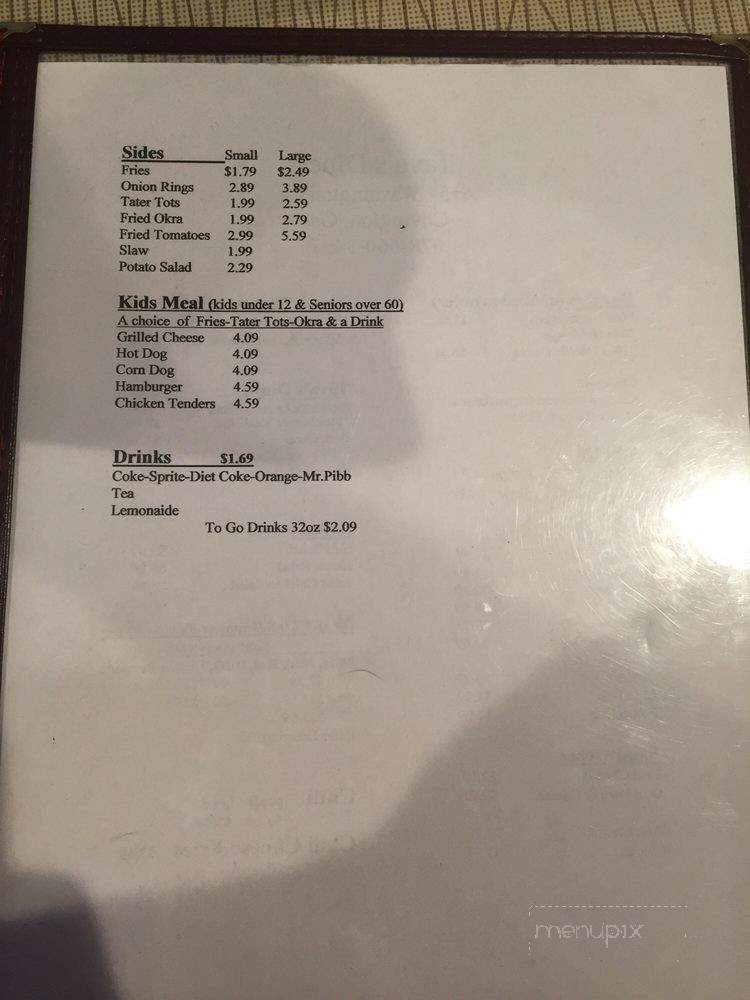 Sides Small Large
Fries $1.79 $2.49
Onion Rings 2.89 3.89
Tater Tots 1.99 2.59
Fried Okra 1.99 2.79
Fried Tomatoes 2.99 5.59
Slaw 1.99
Potato Salad 2.29
Kids Meal (kids under 12 & Seniors over 60)
A choice of Fries-Tater Tots-Okra & a Drink
Grilled Cheese 4.09
Hot Dog 4.09
Corn Dog 4.09
Hamburger 4.59
Chicken Tenders 4.59
Drinks $1.69
Coke-Sprite-Diet Coke-Orange-Mr.Pibb
Tea
Lemonaide
To Go Drinks 32oz $2.09
menupix